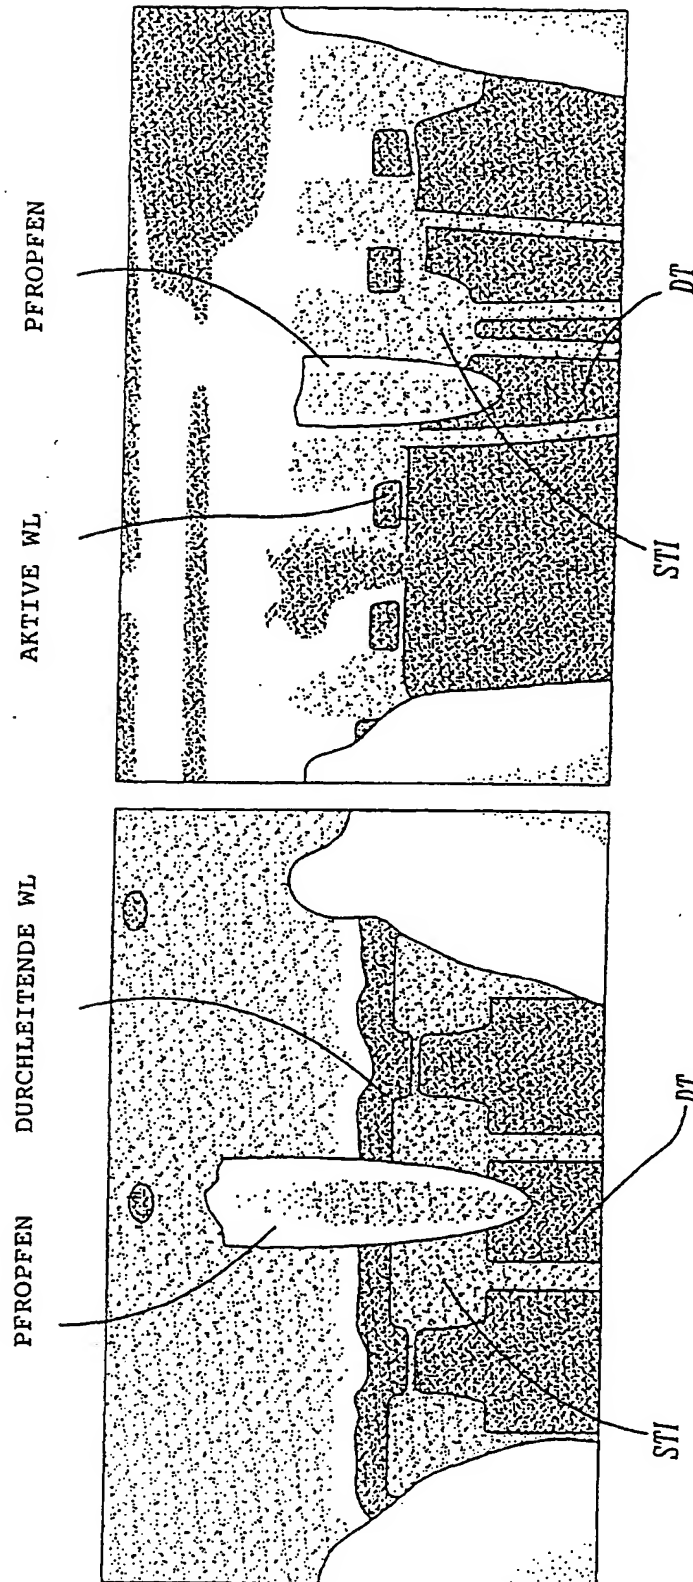 PFROPFEN
DURCHLEITENDE WL
AKTIVE WL
PFROPFEN
STI
DT
STI
DT